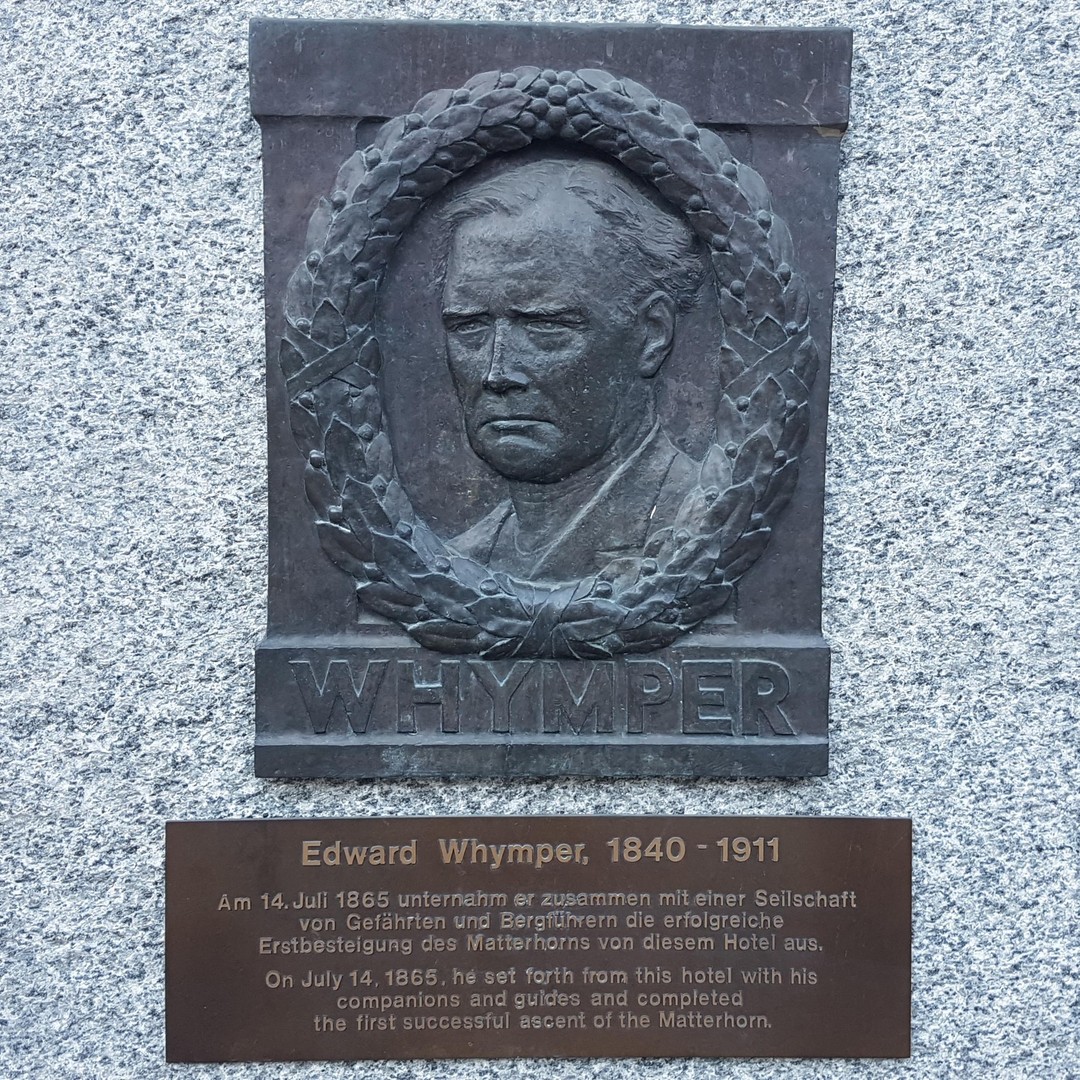 WHYMPER
Edward Whymper, 1840 - 1911
Am 14. Juli 1865 unternahm er zusammen mit einer Seilschaft
von Gefährten und Bergführern die erfolgreiche
Erstbesteigung des Matterhorns von diesem Hotel aus.
On July 14, 1865, he set forth from this hotel with his
companions and guides and completed
the first successful ascent of the Matterhorn.